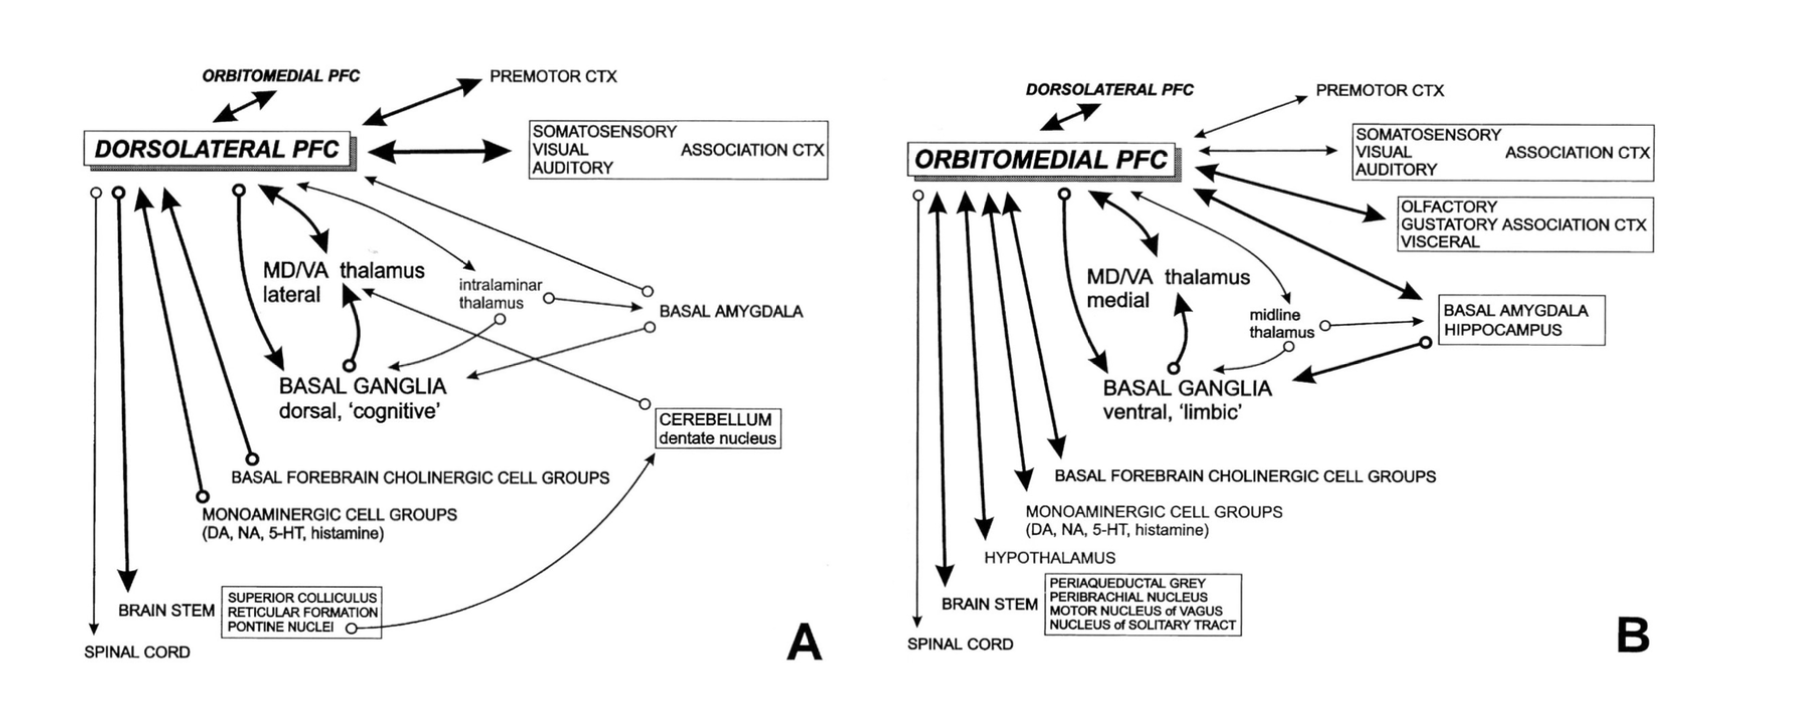 ORBITOMEDIAL PFC
PREMOTOR CTX
DORSOLATERAL PFC
SOMATOSENSORY
VISUAL ASSOCIATION CTX
AUDITORY
MD/VA thalamus
lateral
intralaminar
thalamus
BASAL AMYGDALA
BASAL GANGLIA
dorsal, ‘cognitive’
CEREBELLUM
dentate nucleus
BASAL FOREBRAIN CHOLINERGIC CELL GROUPS
MONOAMINERGIC CELL GROUPS
(DA, NA, 5-HT, histamine)
BRAIN STEM
SUPERIOR COLLICULUS
RETICULAR FORMATION
PONTINE NUCLEI
SPINAL CORD
A
DORSOLATERAL PFC
PREMOTOR CTX
ORBITOMEDIAL PFC
SOMATOSENSORY
VISUAL ASSOCIATION CTX
AUDITORY
OLFACTORY
GUSTATORY ASSOCIATION CTX
VISCERAL
MD/VA thalamus
medial
midline
thalamus
BASAL AMYGDALA
HIPPOCAMPUS
BASAL GANGLIA
ventral, ‘limbic’
BASAL FOREBRAIN CHOLINERGIC CELL GROUPS
MONOAMINERGIC CELL GROUPS
(DA, NA, 5-HT, histamine)
HYPOTHALAMUS
BRAIN STEM
PERIAQUEDUCTAL GREY
PERIBRACHIAL NUCLEUS
MOTOR NUCLEUS of VAGUS
NUCLEUS of SOLITARY TRACT
SPINAL CORD
B